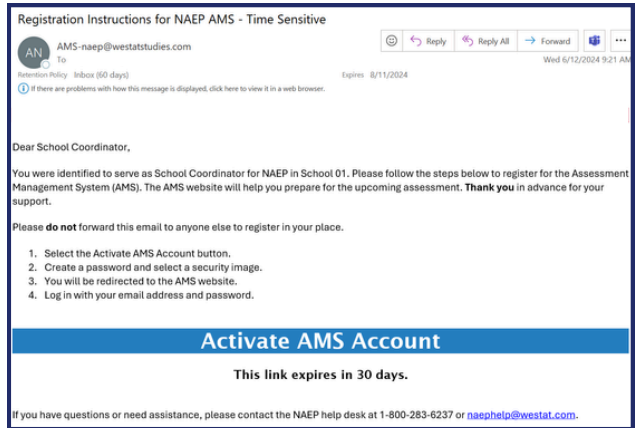 Registration Instructions for NAEP AMS - Time Sensitive
AN
AMS-naep@westatstudies.com
To
Reply
Reply All
Forward
Wed 6/12/2024 9:21 AM
Retention Policy Inbox (60 days)
Expires 8/11/2024
If there are problems with how this message is displayed, click here to view it in a web browser.
Dear School Coordinator,
You were identified to serve as School Coordinator for NAEP in School 01. Please follow the steps below to register for the Assessment
Management System (AMS). The AMS website will help you prepare for the upcoming assessment. Thank you in advance for your
support.
Please do not forward this email to anyone else to register in your place.
1. Select the Activate AMS Account button.
2. Create a password and select a security image.
3. You will be redirected to the AMS website.
4. Log in with your email address and password.
Activate AMS Account
This link expires in 30 days.
If you have questions or need assistance, please contact the NAEP help desk at 1-800-283-6237 or naephelp@westat.com.